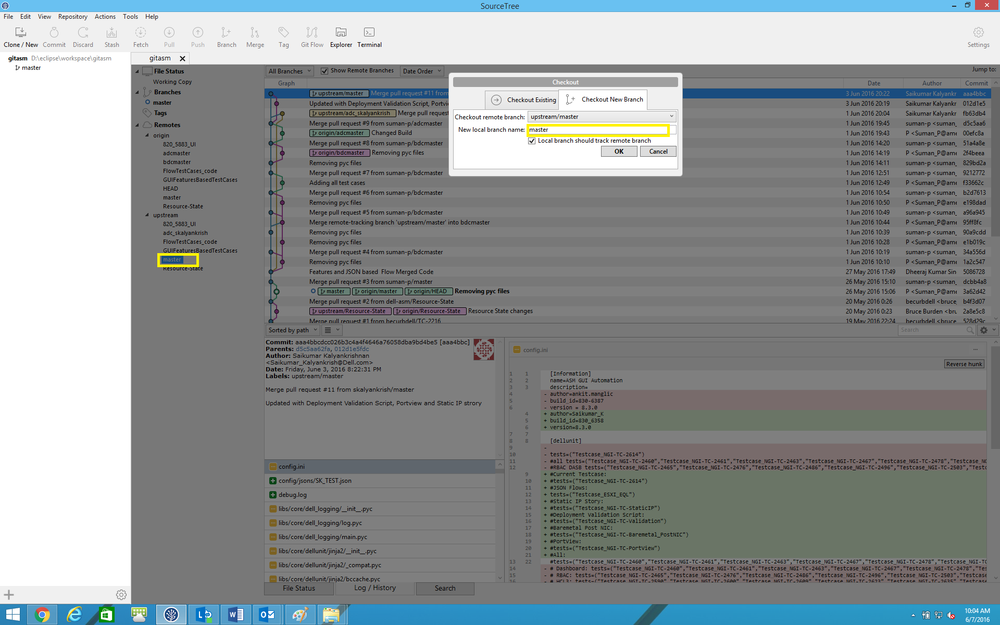 SourceTree
File Edit View Repository Actions Tools Help
Clone / New Commit Discard Stash Fetch Pull Push Branch Merge Tag Git Flow Explorer Terminal Settings
gitasm D:\eclipse\workspace\gitasm
master
gitasm
File Status
Working Copy
Branches
master
Tags
Remotes
origin
820_5883_UI
adcmaster
bdcmaster
FlowTestCases_code
GUIFeaturesBasedTestCases
HEAD
master
Resource-State
upstream
820_5883_UI
adc_skalyankrish
FlowTestCases_code
GUIFeaturesBasedTestCases
master
Resource-State
All Branches Show Remote Branches Date Order Jump to:
Graph Date Author Commit
upstream/master Merge pull request #11 from 3 Jun 2016 20:22 Saikumar Kalyankr aaa4bbc
Updated with Deployment Validation Script, Portvie 3 Jun 2016 20:19 Saikumar Kalyankr 012d1e5
upstream/adc_skalyankrish Merge pull request 1 Jun 2016 20:04 Saikumar Kalyankr fb63db4
Merge pull request #9 from suman-p/adcmaster 1 Jun 2016 19:45 suman-p <suman_ d5c5aa6
origin/adcmaster Changed Build 1 Jun 2016 19:43 P <Suman_P@ame 00efc8a
Merge pull request #8 from suman-p/bdcmaster 1 Jun 2016 14:20 suman-p <suman_ 51a4a8e
origin/bdcmaster Removing pyc files 1 Jun 2016 14:19 P <Suman_P@ame 2f4beea
Removing pyc files 1 Jun 2016 14:11 suman-p <suman_ 829bd2a
Merge pull request #7 from suman-p/bdcmaster 1 Jun 2016 12:51 suman-p <suman_ 9212772
Adding all test cases 1 Jun 2016 12:49 P <Suman_P@ame f33662c
Merge pull request #6 from suman-p/bdcmaster 1 Jun 2016 10:54 suman-p <suman_ b2d7613
Removing pyc files 1 Jun 2016 10:50 P <Suman_P@ame e198dad
Merge pull request #5 from suman-p/bdcmaster 1 Jun 2016 10:49 suman-p <suman_ a96a945
Merge remote-tracking branch 'upstream/master' into bdcmaster 1 Jun 2016 10:44 P <Suman_P@ame 95ff8fc
Removing pyc files 1 Jun 2016 10:39 suman-p <suman_ 90a9cdd
Removing pyc files 1 Jun 2016 10:28 P <Suman_P@ame e1b019c
Merge pull request #4 from suman-p/bdcmaster 1 Jun 2016 10:19 suman-p <suman_ 34a556d
Removing pyc files 1 Jun 2016 10:10 P <Suman_P@ame 1a2c547
Features and JSON based Flow Merged Code 27 May 2016 17:49 Dheeraj Kumar Sin 5086728
Merge pull request #3 from suman-p/master 26 May 2016 15:10 suman-p <suman_ dcbb4a8
master origin/master origin/HEAD Removing pyc files 26 May 2016 15:06 P <Suman_P@ame 3a62d42
Merge pull request #2 from dell-asm/Resource-State 20 May 2016 0:26 becurbdell <bruce_ b4f3d07
upstream/Resource-State origin/Resource-State Resource State changes 20 May 2016 0:23 Bruce Burden <bru 2a8e5c8
Merge pull request #1 from becurbdell/TC-2216 19 May 2016 22:24 becurbdell <bruce_ 528d29c
Checkout
Checkout Existing Checkout New Branch
Checkout remote branch: upstream/master
New local branch name: master
Local branch should track remote branch
OK Cancel
Sorted by path Search
Commit: aaa4bbcdcc026b3c4a4f4646a76058dba9bd4be5 [aaa4bbc]
Parents: d5c5aa62fa, 012d1e5fdc
Author: Saikumar Kalyankrishnan
<Saikumar_Kalyankrish@Dell.com>
Date: Friday, June 3, 2016 8:22:31 PM
Labels: upstream/master
Merge pull request #11 from skalyankrish/master
Updated with Deployment Validation Script, Portview and Static IP strory
config.ini
config/jsons/SK_TEST.json
debug.log
libs/core/dell_logging/__init__.pyc
libs/core/dell_logging/log.pyc
libs/core/dell_logging/main.pyc
libs/core/dellunit/jinja2/__init__.pyc
libs/core/dellunit/jinja2/_compat.pyc
libs/core/dellunit/jinja2/bccache.pyc
config.ini ...
Reverse hunk
1 1 [Information]
2 2 name=ASM GUI Automation
3 3 description=
4 - author=ankit.manglic
5 - build_id=830-6387
6 - version = 8.3.0
4 + author=Saikumar_K
5 + build_id=830_6358
6 + version=8.3.0
7 7
8 8 [dellunit]
9 -
10 - tests=("Testcase_NGI-TC-2614")
11 - #all tests=("Testcase_NGI-TC-2460","Testcase_NGI-TC-2461","Testcase_NGI-TC-2463","Testcase_NGI-TC-2467","Testcase_NGI-TC-2478","Testcase_NG
12 - #RBAC DASB tests=("Testcase_NGI-TC-2465","Testcase_NGI-TC-2476","Testcase_NGI-TC-2486","Testcase_NGI-TC-2496","Testcase_NGI-TC-2503","Testc
9 + #Current Testcase:
10 + #tests=("Testcase_NGI-TC-2614")
11 + #JSON Flows:
12 + tests=("Testcase_ESXI_EQL")
13 + #Static IP Story:
14 + #tests=("Testcase_NGI-TC-StaticIP")
15 + #Deployment Validation Script:
16 + #tests=("Testcase_NGI-TC-Validation")
17 + #Baremetal Post NIC:
18 + #tests=("Testcase_NGI-TC-Baremetal_PostNIC")
19 + #PortView:
20 + #tests=("Testcase_NGI-TC-PortView")
21 + #All:
13 22 #tests=("Testcase_NGI-TC-2460","Testcase_NGI-TC-2461","Testcase_NGI-TC-2463","Testcase_NGI-TC-2467","Testcase_NGI-TC-2478","Testcase_NG
14 - # Dashboard: tests=("Testcase_NGI-TC-2460","Testcase_NGI-TC-2461","Testcase_NGI-TC-2463","Testcase_NGI-TC-2467","Testcase_NGI-TC-2478","Tes
15 - # RBAC: tests=("Testcase_NGI-TC-2465","Testcase_NGI-TC-2476","Testcase_NGI-TC-2486","Testcase_NGI-TC-2496","Testcase_NGI-TC-2503","Testcase
File Status Log / History Search
10:04 AM
6/7/2016